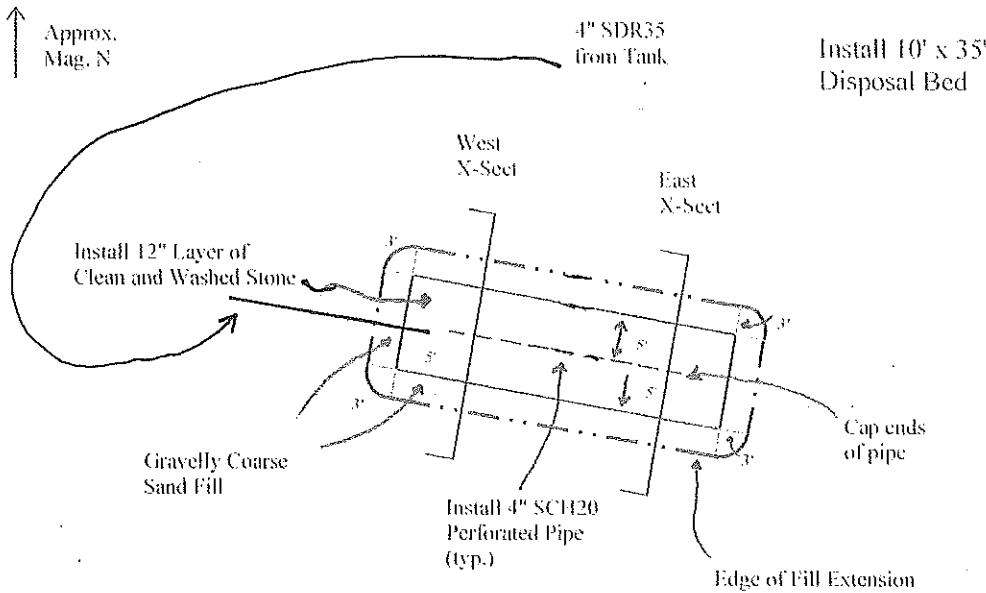 Approx.
Mag. N
4" SDR35
from Tank
Install 10' x 35'
Disposal Bed
West
X-Sect
East
X-Sect
Install 12" Layer of
Clean and Washed Stone
3'
3'
5'
5'
5'
3'
3'
Gravelly Coarse
Sand Fill
Install 4" SCH20
Perforated Pipe
(typ.)
Cap ends
of pipe
Edge of Fill Extension